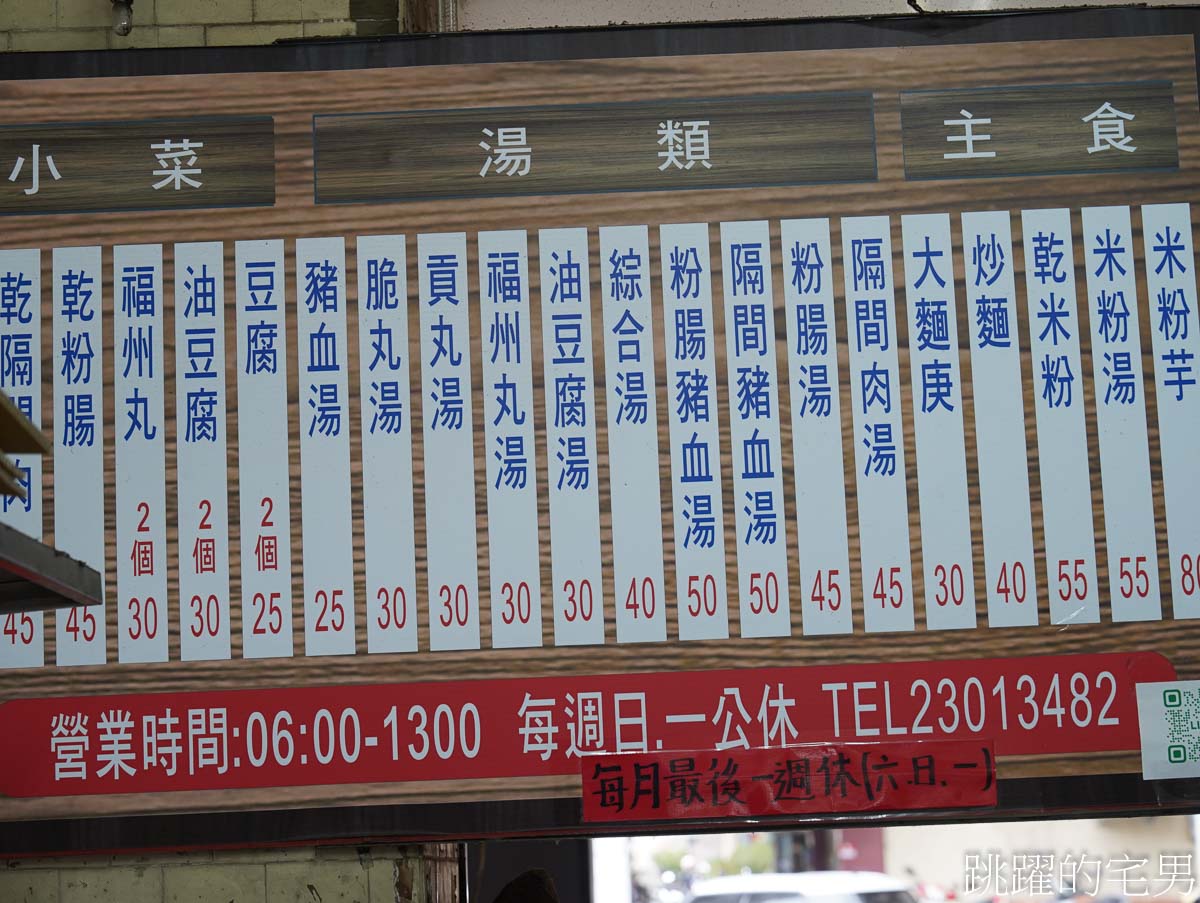 主食
湯類
小菜
米粉芋 80
米粉湯 55
乾米粉 55
炒麵 40
大麵庚 30
隔間肉湯 45
粉腸湯 45
隔間豬血湯 50
粉腸豬血湯 50
綜合湯 40
油豆腐湯 30
福州丸湯 30
貢丸湯 30
脆丸湯 30
豬血湯 25
豆腐 2個 25
油豆腐 2個 30
福州丸 2個 30
乾粉腸 45
乾隔間肉 45
營業時間:06:00-1300 每週日.一公休 TEL23013482
每月最後一週休(六.日.一)
跳躍的宅男